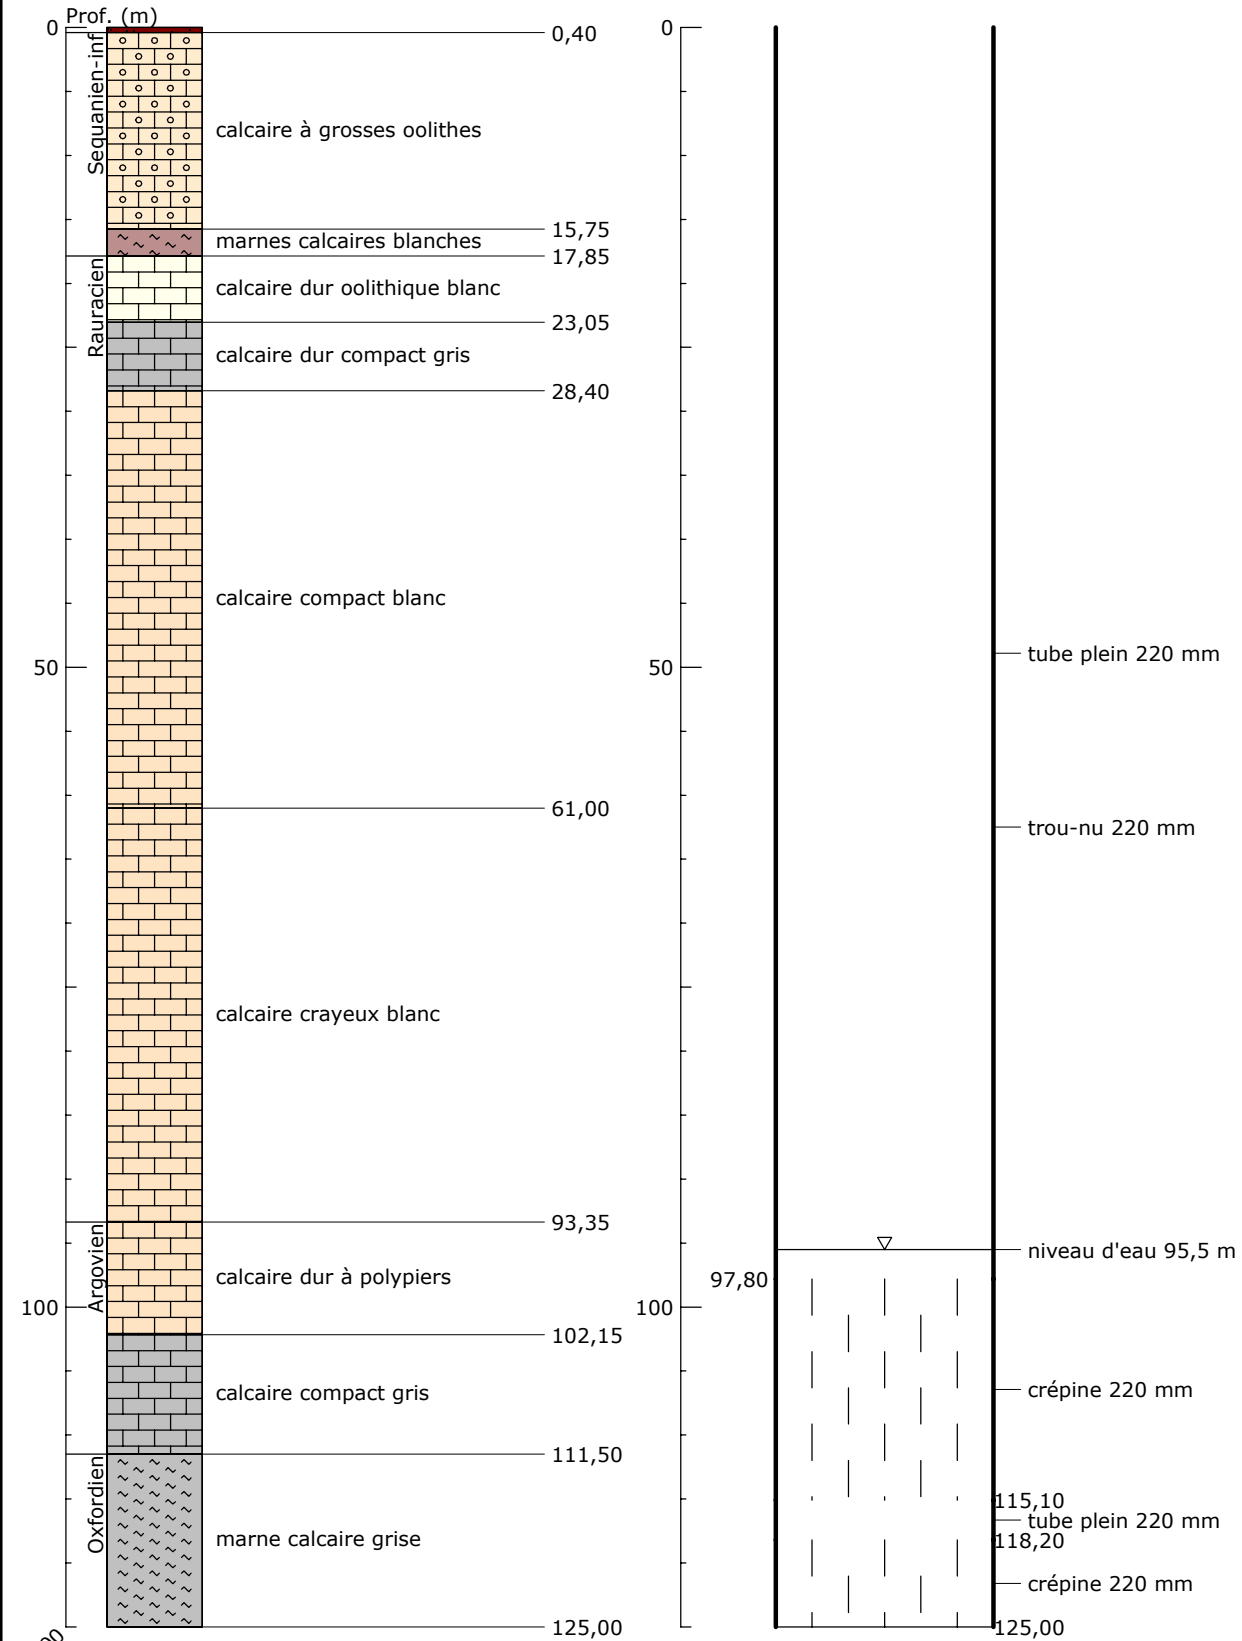 Prof. (m)
0
Sequanien-inf
0,40
calcaire à grosses oolithes
15,75
marnes calcaires blanches
17,85
Rauracien
calcaire dur oolithique blanc
23,05
calcaire dur compact gris
28,40
calcaire compact blanc
50
61,00
calcaire crayeux blanc
93,35
Argovien
calcaire dur à polypiers
100
102,15
calcaire compact gris
111,50
Oxfordien
marne calcaire grise
125,00
0
50
tube plein 220 mm
trou-nu 220 mm
niveau d'eau 95,5 m
97,80
100
crépine 220 mm
115,10
tube plein 220 mm
118,20
crépine 220 mm
125,00